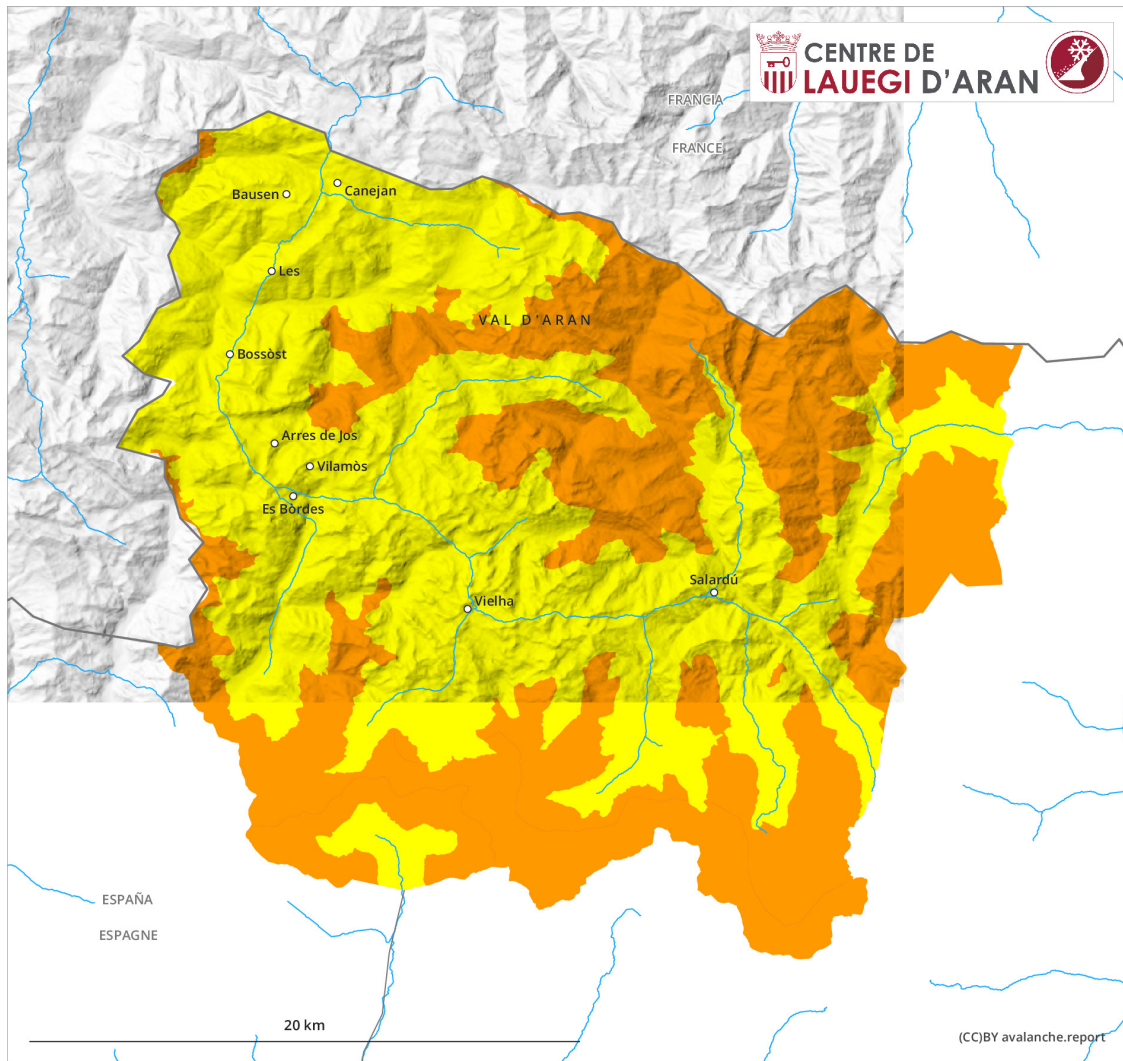 CENTRE DE
LAUEGI D'ARAN
FRANCIA
FRANCE
Bausen
Canejan
Les
VAL D'ARAN
Bossòst
Arres de Jos
Vilamòs
Es Bòrdes
Salardú
Vielha
ESPAÑA
ESPAGNE
20 km
(CC)BY avalanche.report